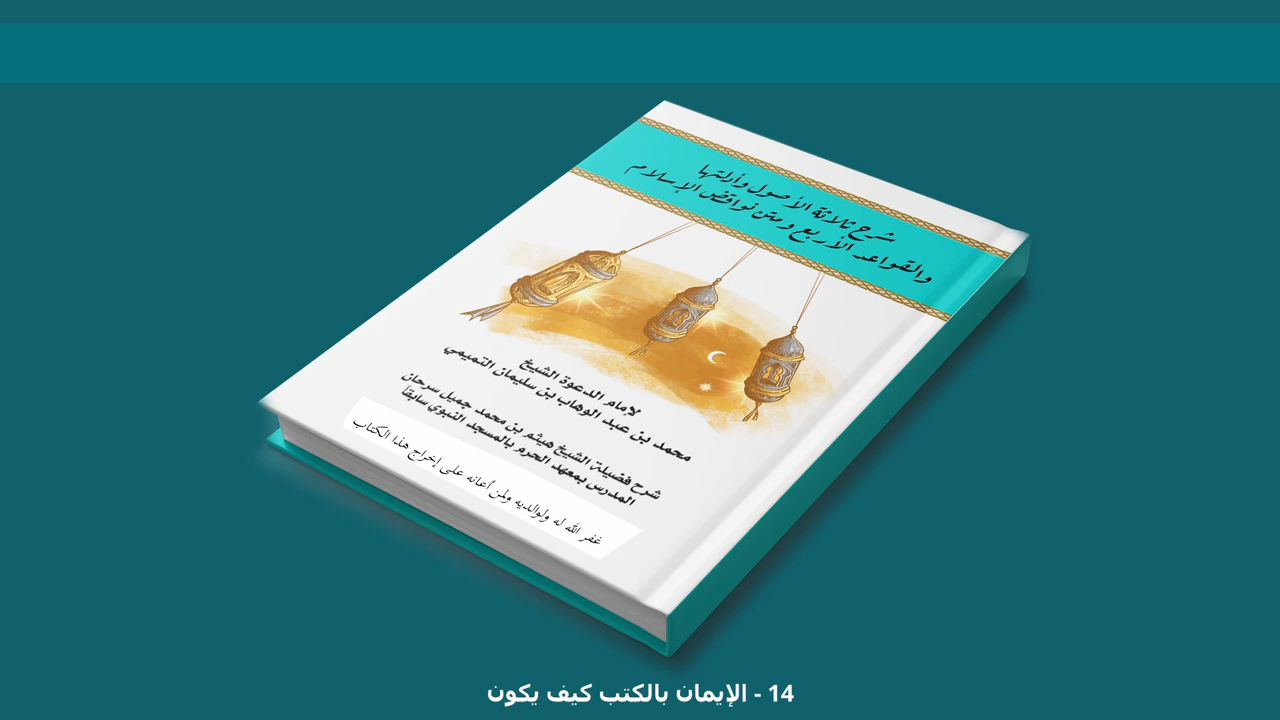 شرح ثلاثة الأصول وأدلتها
والقواعد الأربع ومتن نواقض الإسلام
لإمام الدعوة الشيخ
محمد بن عبد الوهاب بن سليمان التميمي
شرح فضيلة الشيخ هيثم بن محمد جميل سرحان
المدرس بمعهد الحرم بالمسجد النبوي سابقاً
غفر الله له ولوالديه ولمن أعانه على إخراج هذا الكتاب
14 - الإيمان بالكتب كيف يكون